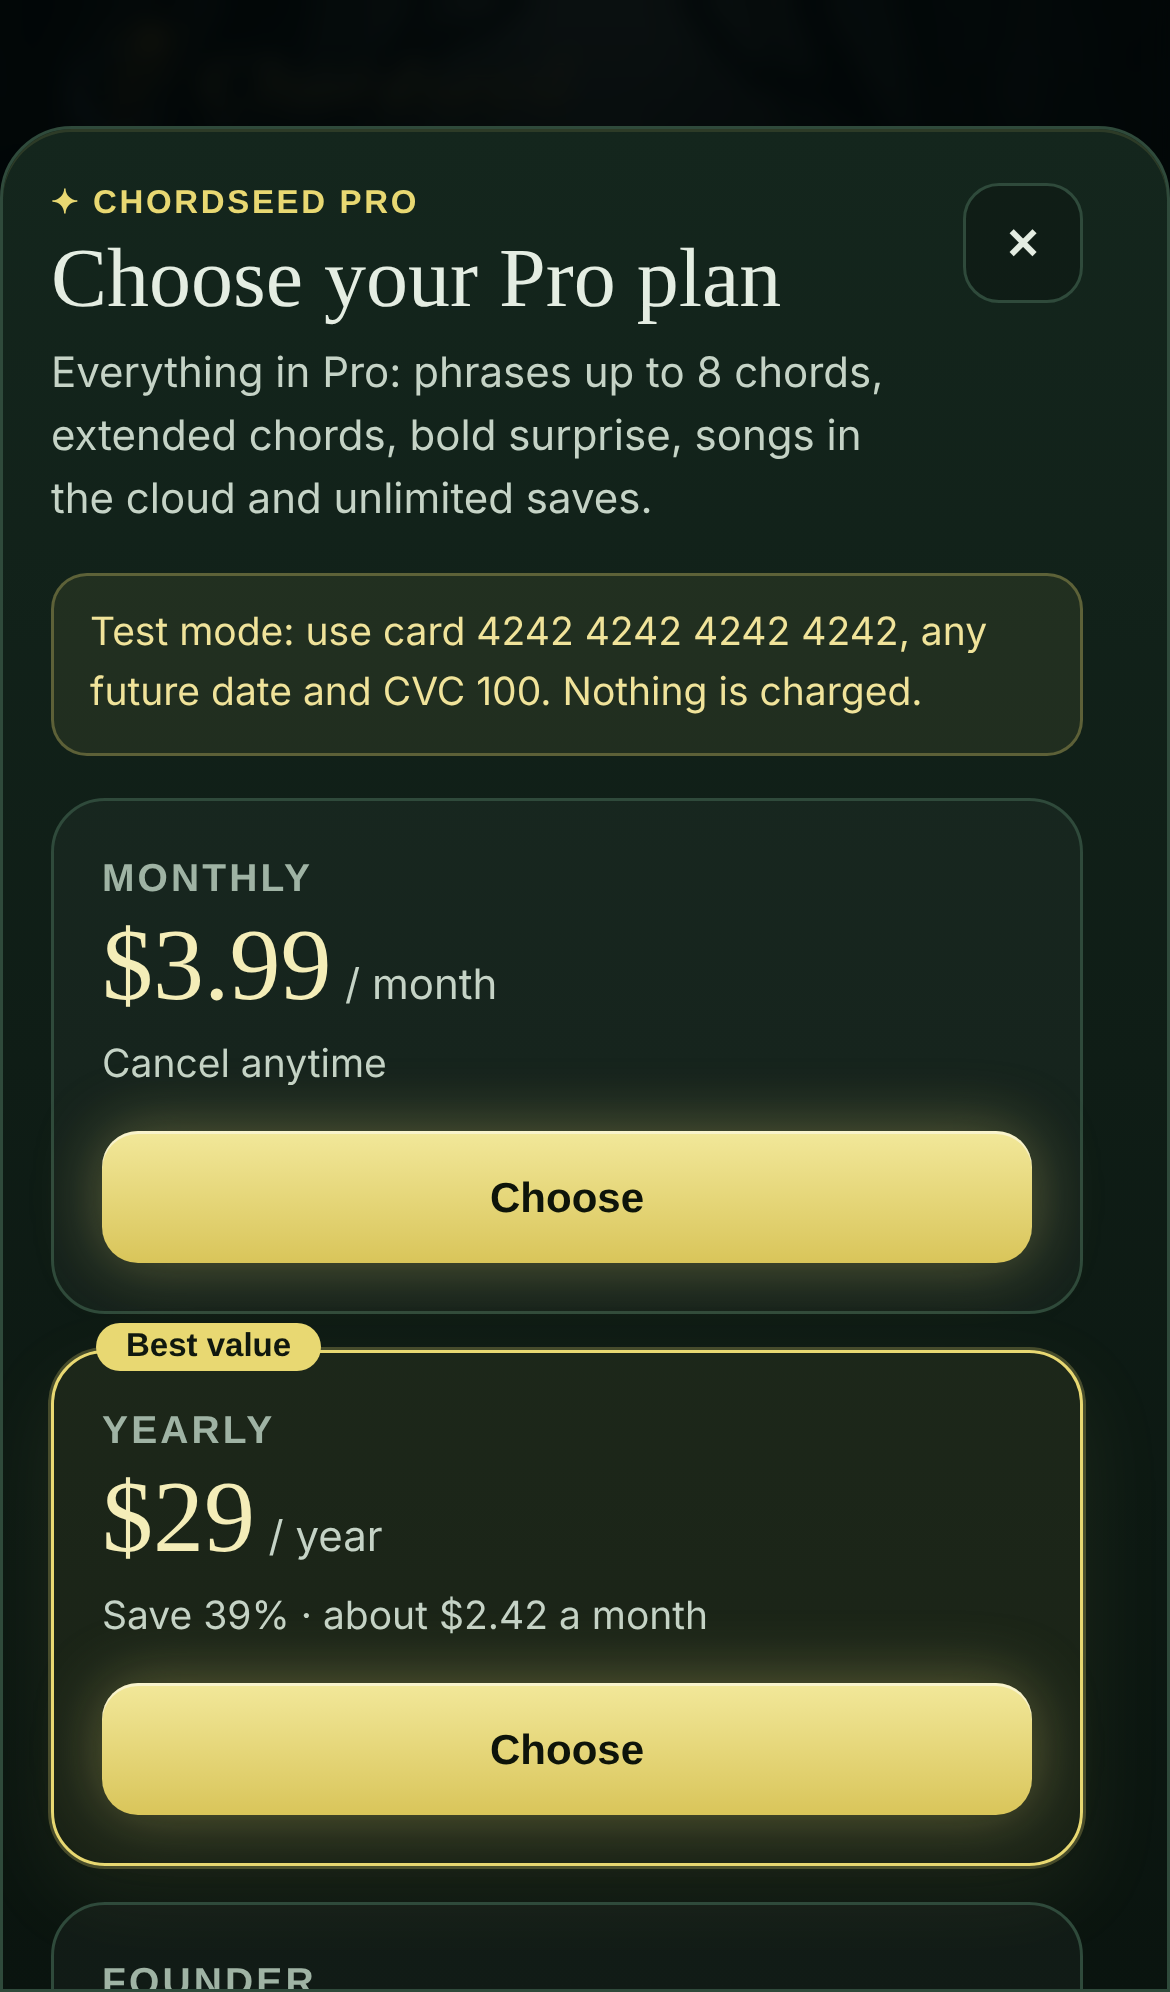 ✦ CHORDSEED PRO
Choose your Pro plan
×
Everything in Pro: phrases up to 8 chords,
extended chords, bold surprise, songs in
the cloud and unlimited saves.
Test mode: use card 4242 4242 4242 4242, any
future date and CVC 100. Nothing is charged.
MONTHLY
$3.99 / month
Cancel anytime
Choose
Best value
YEARLY
$29 / year
Save 39% · about $2.42 a month
Choose
FOUNDER